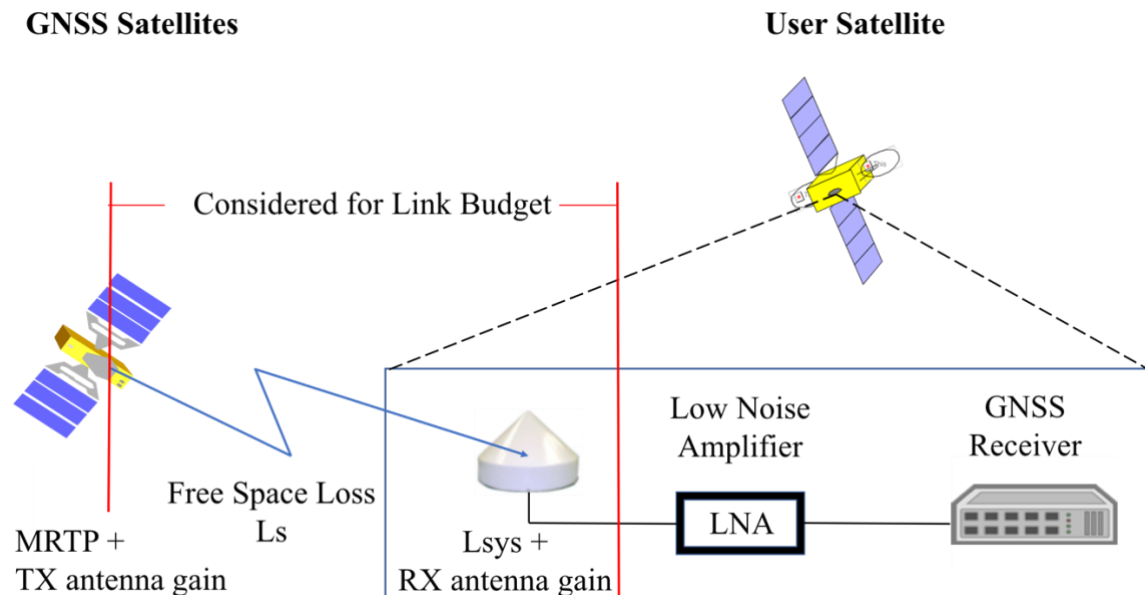 GNSS Satellites
User Satellite
Considered for Link Budget
Low Noise
Amplifier
GNSS
Receiver
Free Space Loss
Ls
LNA
MRTP +
TX antenna gain
Lsys +
RX antenna gain